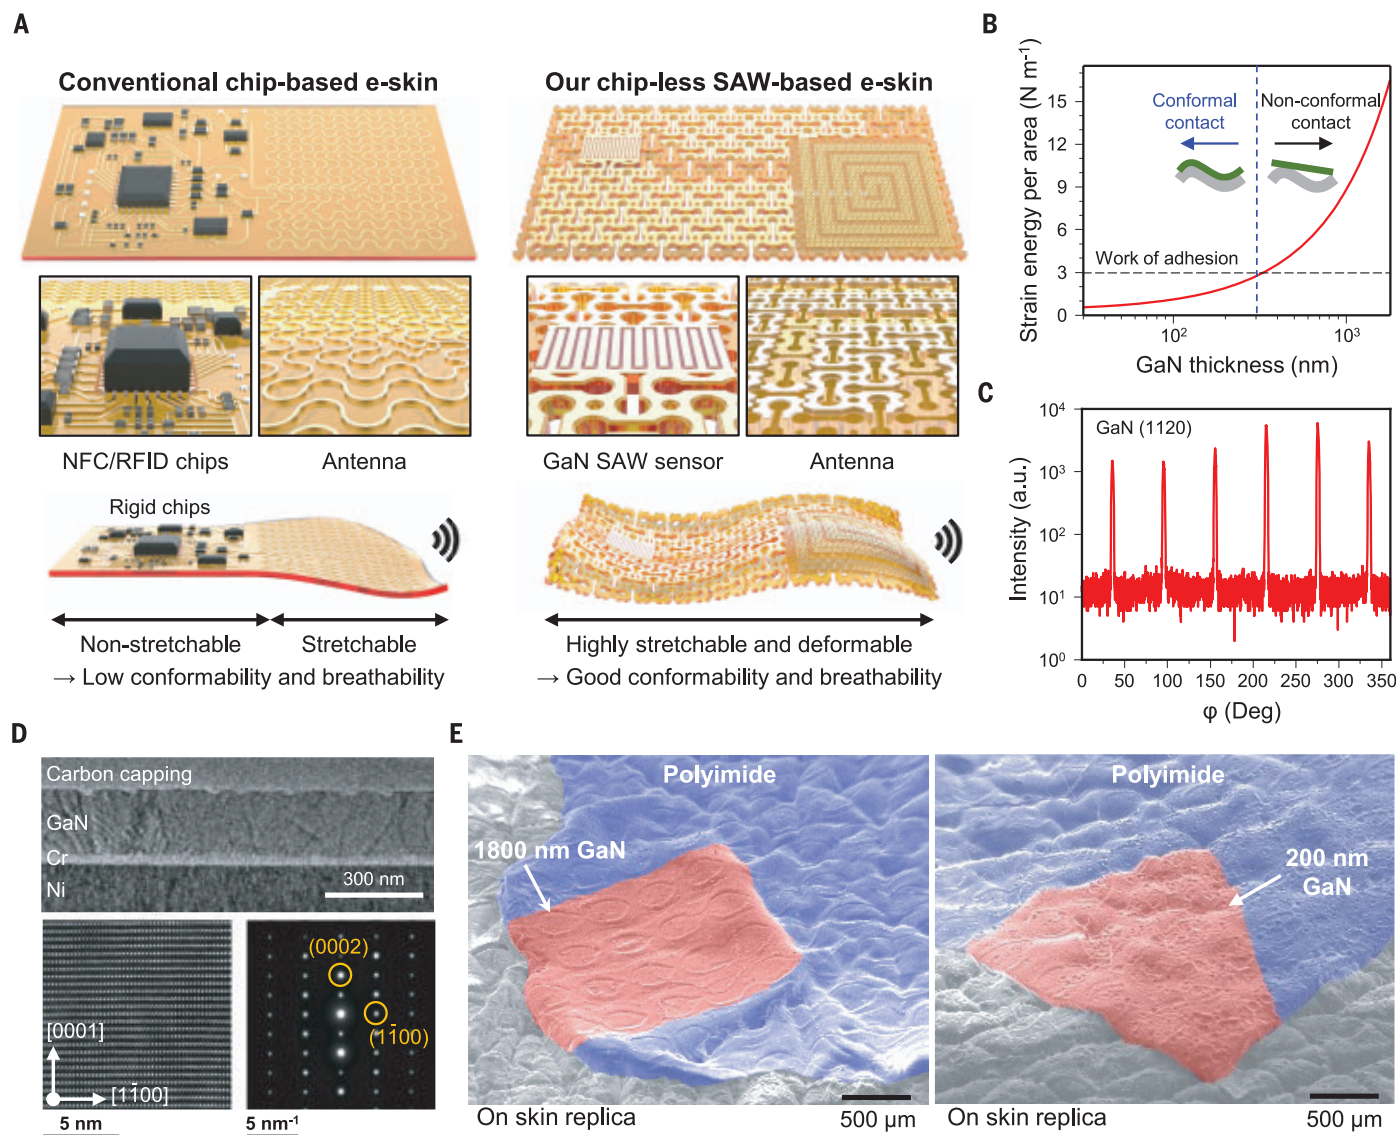 A
Conventional chip-based e-skin
Our chip-less SAW-based e-skin
NFC/RFID chips
Antenna
GaN SAW sensor
Antenna
Rigid chips
Non-stretchable
Stretchable
→ Low conformability and breathability
Highly stretchable and deformable
→ Good conformability and breathability
B
Strain energy per area (N m⁻¹)
15
12
9
6
3
0
Conformal
contact
Non-conformal
contact
Work of adhesion
10²
10³
GaN thickness (nm)
C
Intensity (a.u.)
10⁴
10³
10²
10¹
10⁰
GaN (1120)
0
50
100
150
200
250
300
350
φ (Deg)
D
Carbon capping
GaN
Cr
Ni
300 nm
[0001]
[11̄00]
5 nm
(0002)
(11̄00)
5 nm⁻¹
E
Polyimide
1800 nm GaN
On skin replica
500 µm
Polyimide
200 nm
GaN
On skin replica
500 µm